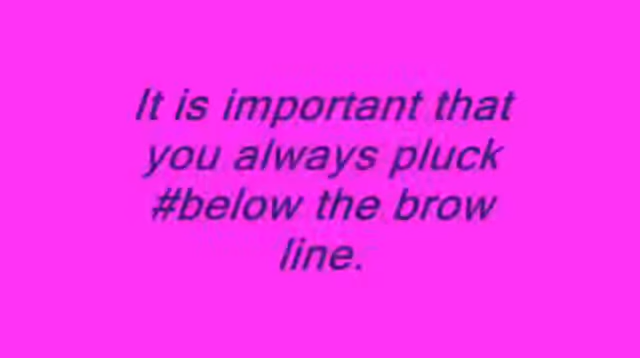 It is important that
you always pluck
#below the brow
line.